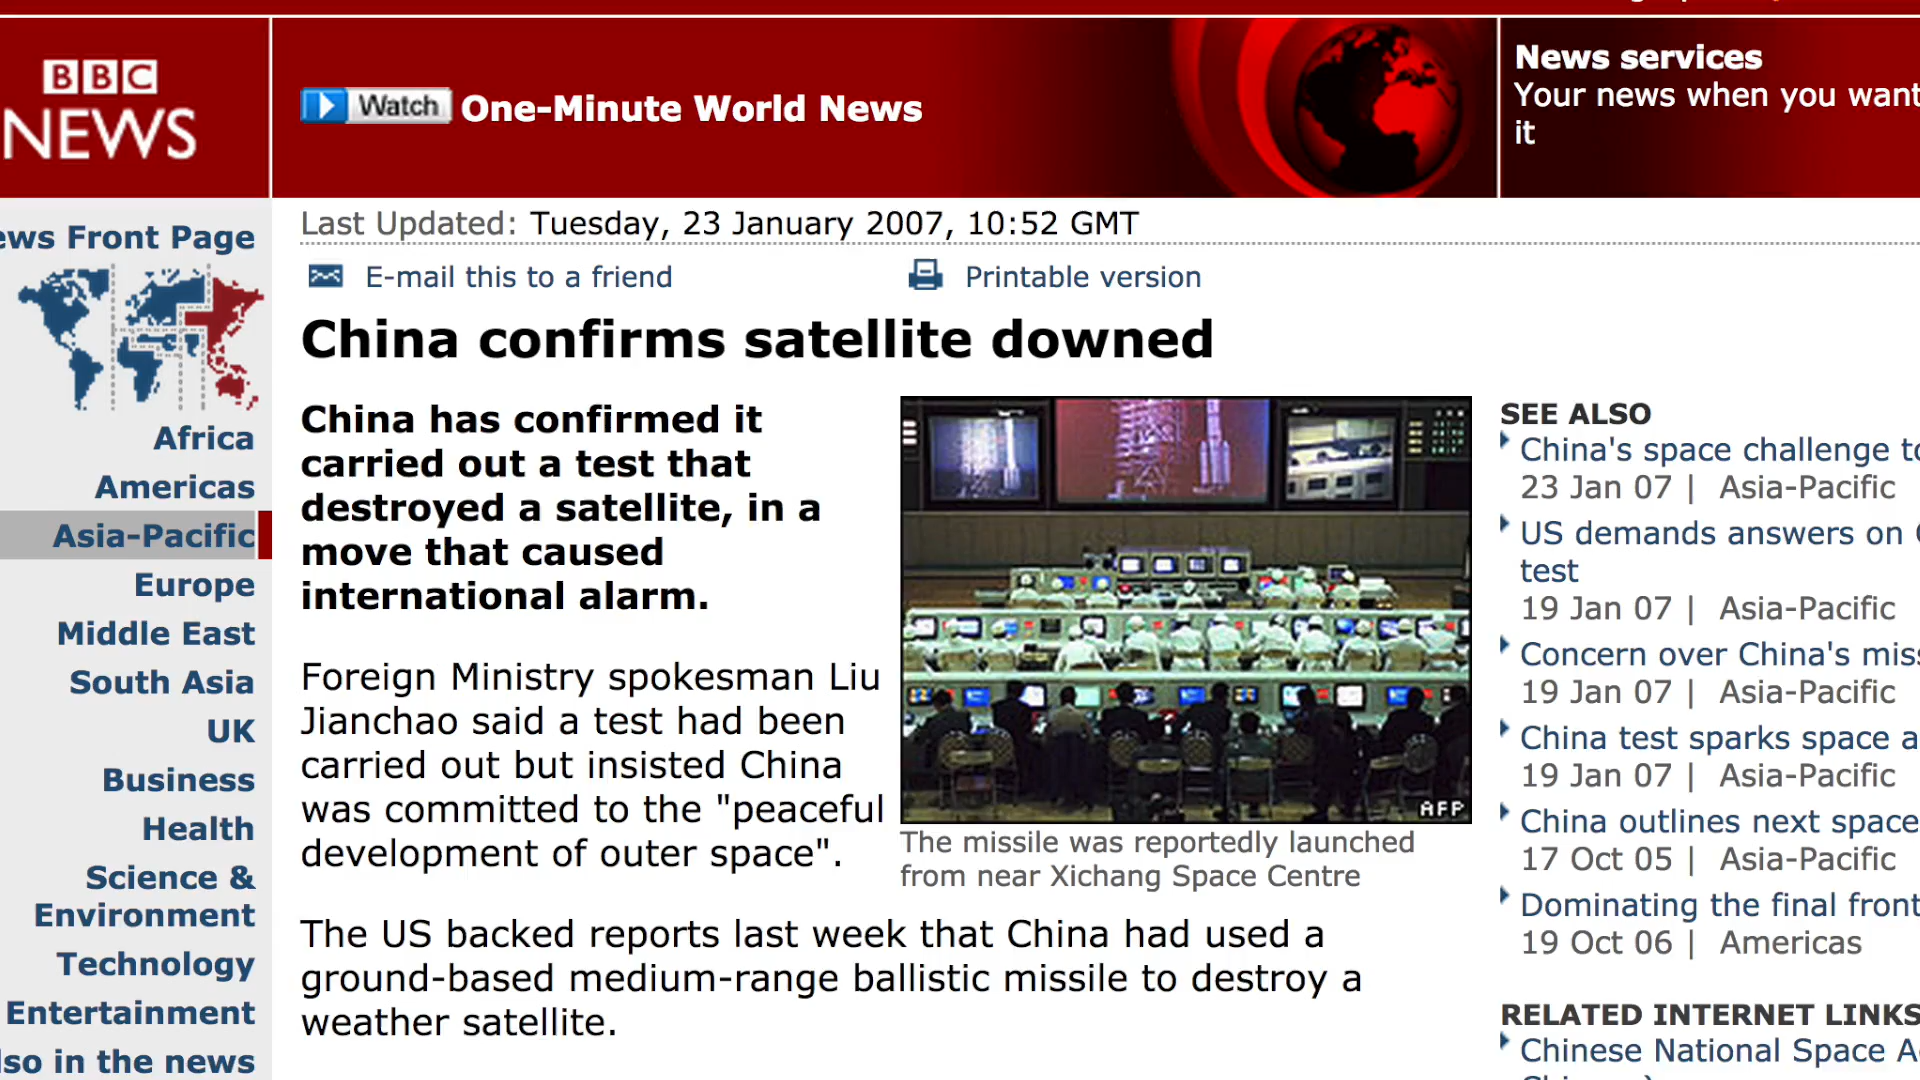 BBC
NEWS
Watch One-Minute World News
News services
Your news when you want
it
Last Updated: Tuesday, 23 January 2007, 10:52 GMT
E-mail this to a friend
Printable version
China confirms satellite downed
China has confirmed it
carried out a test that
destroyed a satellite, in a
move that caused
international alarm.
Foreign Ministry spokesman Liu
Jianchao said a test had been
carried out but insisted China
was committed to the "peaceful
development of outer space".
AFP
The missile was reportedly launched
from near Xichang Space Centre
The US backed reports last week that China had used a
ground-based medium-range ballistic missile to destroy a
weather satellite.
Front Page
Africa
Americas
Asia-Pacific
Europe
Middle East
South Asia
UK
Business
Health
Science &
Environment
Technology
Entertainment
in the news
SEE ALSO
China's space challenge
23 Jan 07 | Asia-Pacific
US demands answers on
test
19 Jan 07 | Asia-Pacific
Concern over China's
19 Jan 07 | Asia-Pacific
China test sparks space
19 Jan 07 | Asia-Pacific
China outlines next space
17 Oct 05 | Asia-Pacific
Dominating the final
19 Oct 06 | Americas
RELATED INTERNET LINKS
Chinese National Space